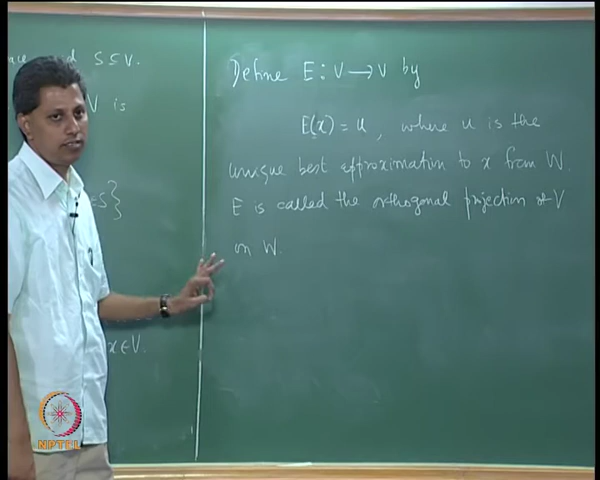 S ⊆ V.
V is
∈ S}
x ∈ V.
Define E : V → V by
E(x) = u , where u is the
unique best approximation to x from W.
E is called the orthogonal projection of V
on W.
NPTEL